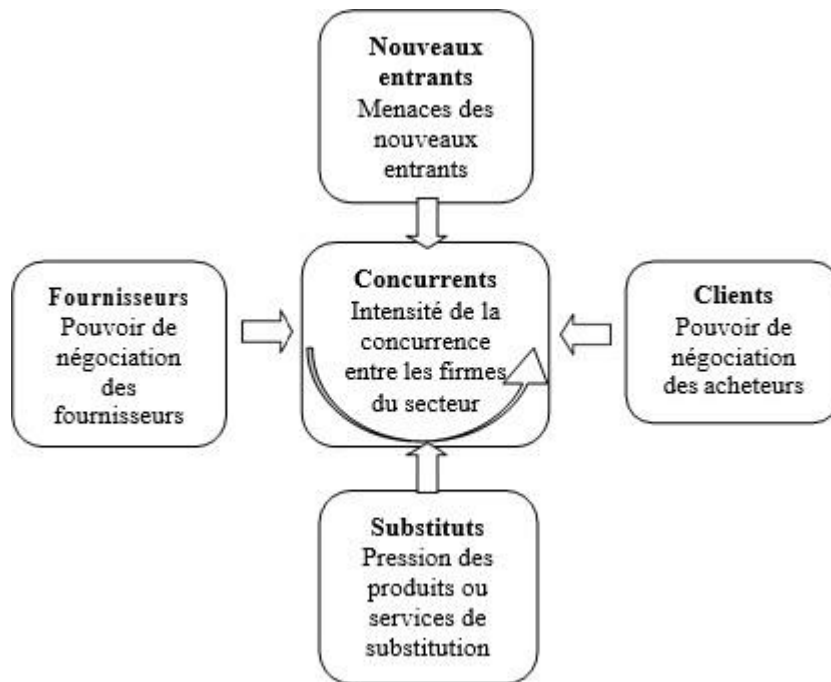 Nouveaux
entrants
Menaces des
nouveaux
entrants
Fournisseurs
Pouvoir de
négociation
des
fournisseurs
Concurrents
Intensité de la
concurrence
entre les firmes
du secteur
Clients
Pouvoir de
négociation
des acheteurs
Substituts
Pression des
produits ou
services de
substitution